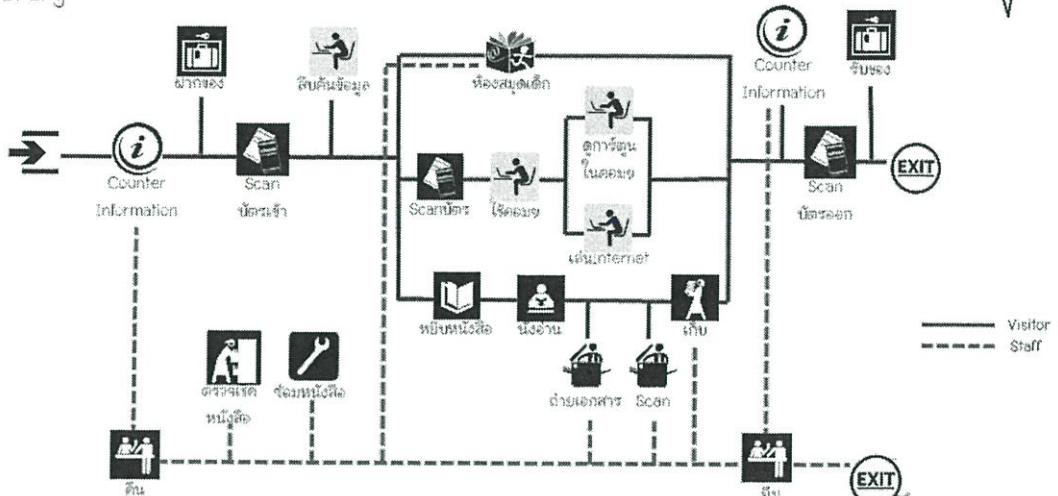 ฝากของ
สืบค้นข้อมูล
ห้องสมุดเด็ก
Counter
Information
รับของ
Counter
Information
Scan
บัตรเข้า
Scanบัตร
ใช้คอมฯ
ดูการ์ตูน
ในคอมฯ
เล่นInternet
Scan
บัตรออก
EXIT
หยิบหนังสือ
นั่งอ่าน
เก็บ
Visitor
Staff
ตรวจเช็ค
หนังสือ
ซ่อมหนังสือ
ถ่ายเอกสาร
Scan
คืน
ยืม
EXIT